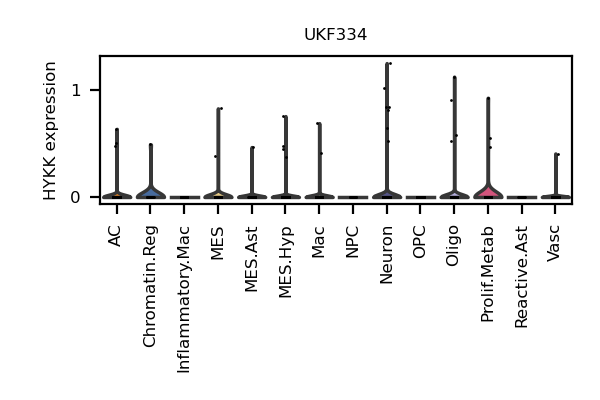 UKF334
HYKK expression
1
0
AC
Chromatin.Reg
Inflammatory.Mac
MES
MES.Ast
MES.Hyp
Mac
NPC
Neuron
OPC
Oligo
Prolif.Metab
Reactive.Ast
Vasc